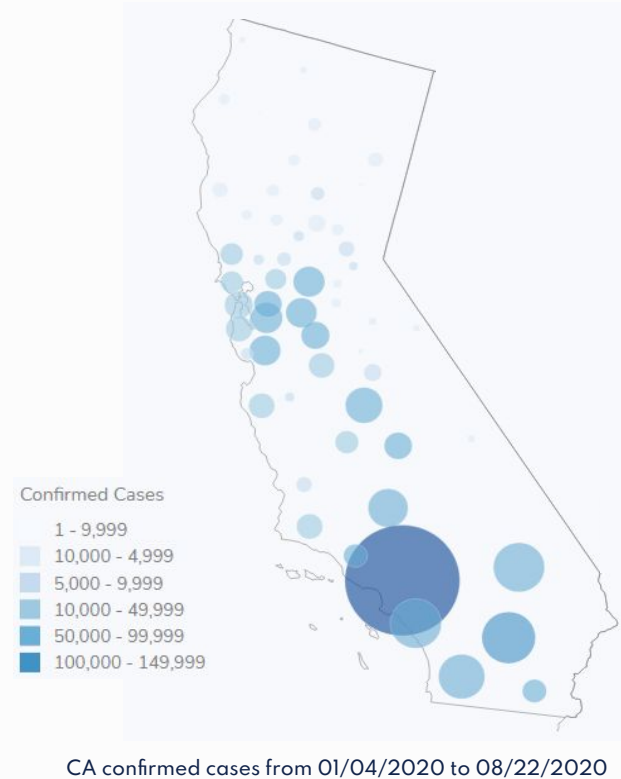 Confirmed Cases
1 - 9,999
10,000 - 4,999
5,000 - 9,999
10,000 - 49,999
50,000 - 99,999
100,000 - 149,999
CA confirmed cases from 01/04/2020 to 08/22/2020